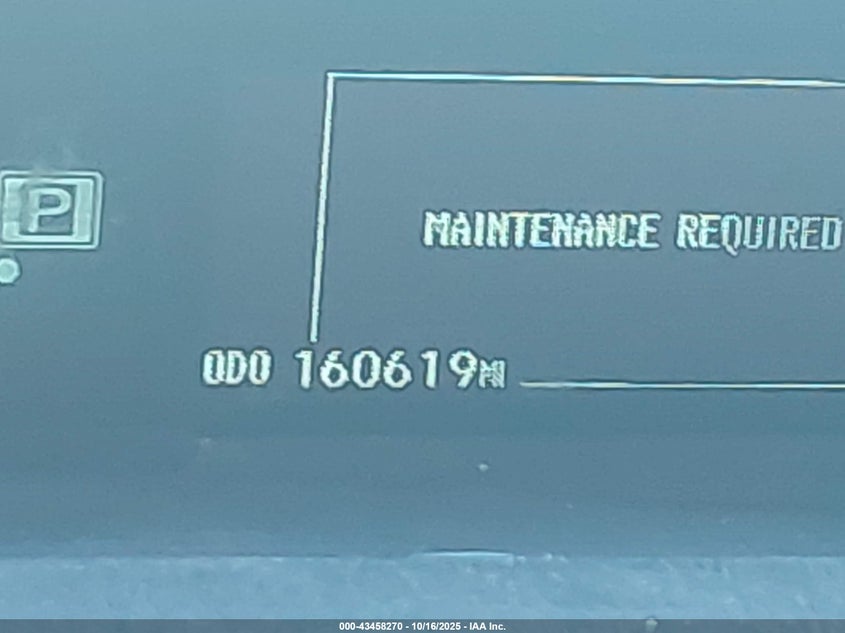 P
MAINTENANCE REQUIRED
ODO 160619MI
000-43458270 - 10/16/2025 - IAA Inc.